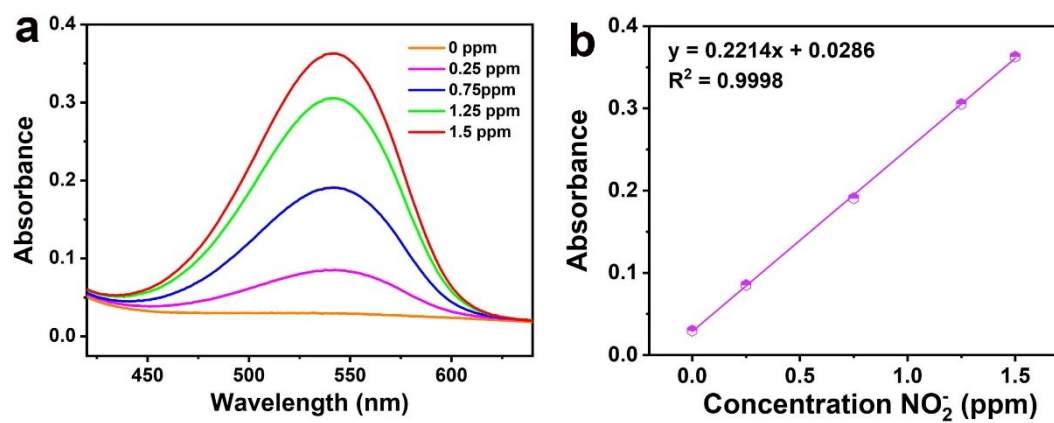 a
0 ppm
0.25 ppm
0.75ppm
1.25 ppm
1.5 ppm
0.4
0.3
0.2
0.1
0.0
Absorbance
450
500
550
600
Wavelength (nm)
b
y = 0.2214x + 0.0286
R² = 0.9998
0.4
0.3
0.2
0.1
0.0
Absorbance
0.0
0.5
1.0
1.5
Concentration NO₂⁻ (ppm)